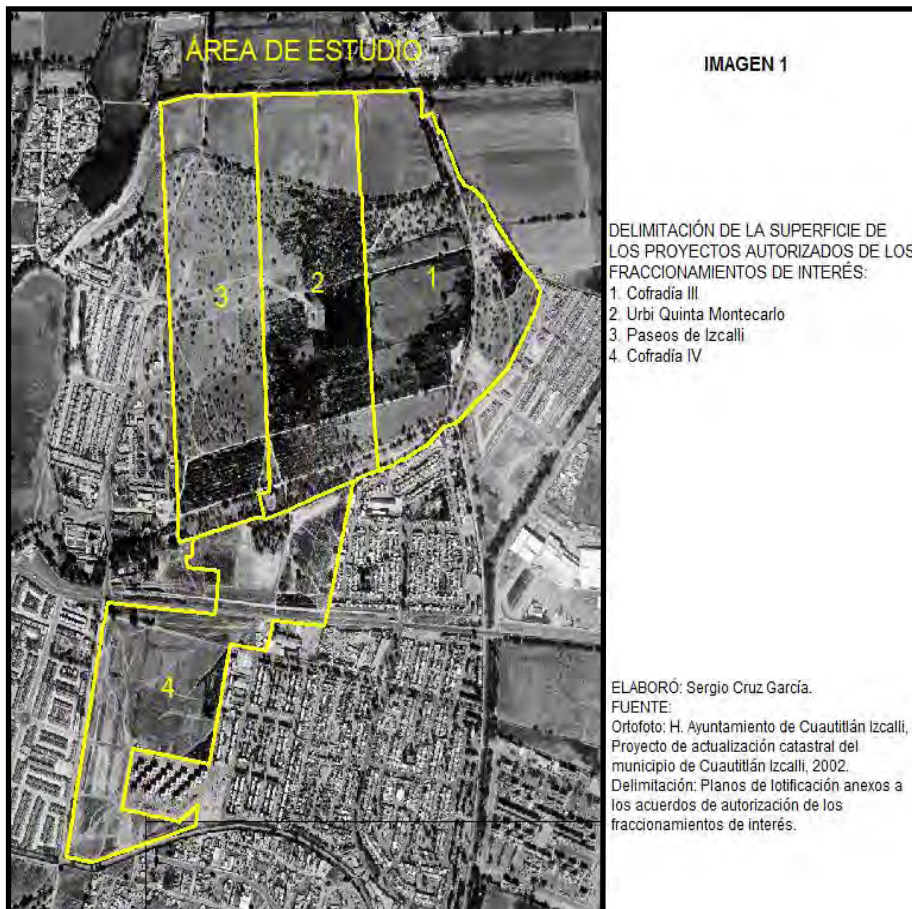 ÁREA DE ESTUDIO
1
2
3
4
IMAGEN 1
DELIMITACIÓN DE LA SUPERFICIE DE
LOS PROYECTOS AUTORIZADOS DE LOS
FRACCIONAMIENTOS DE INTERÉS:
1. Cofradía III
2. Urbi Quinta Montecarlo
3. Paseos de Izcalli
4. Cofradía IV
ELABORÓ: Sergio Cruz García.
FUENTE:
Ortofoto: H. Ayuntamiento de Cuautitlán Izcalli,
Proyecto de actualización catastral del
municipio de Cuautitlán Izcalli, 2002.
Delimitación: Planos de lotificación anexos a
los acuerdos de autorización de los
fraccionamientos de interés.